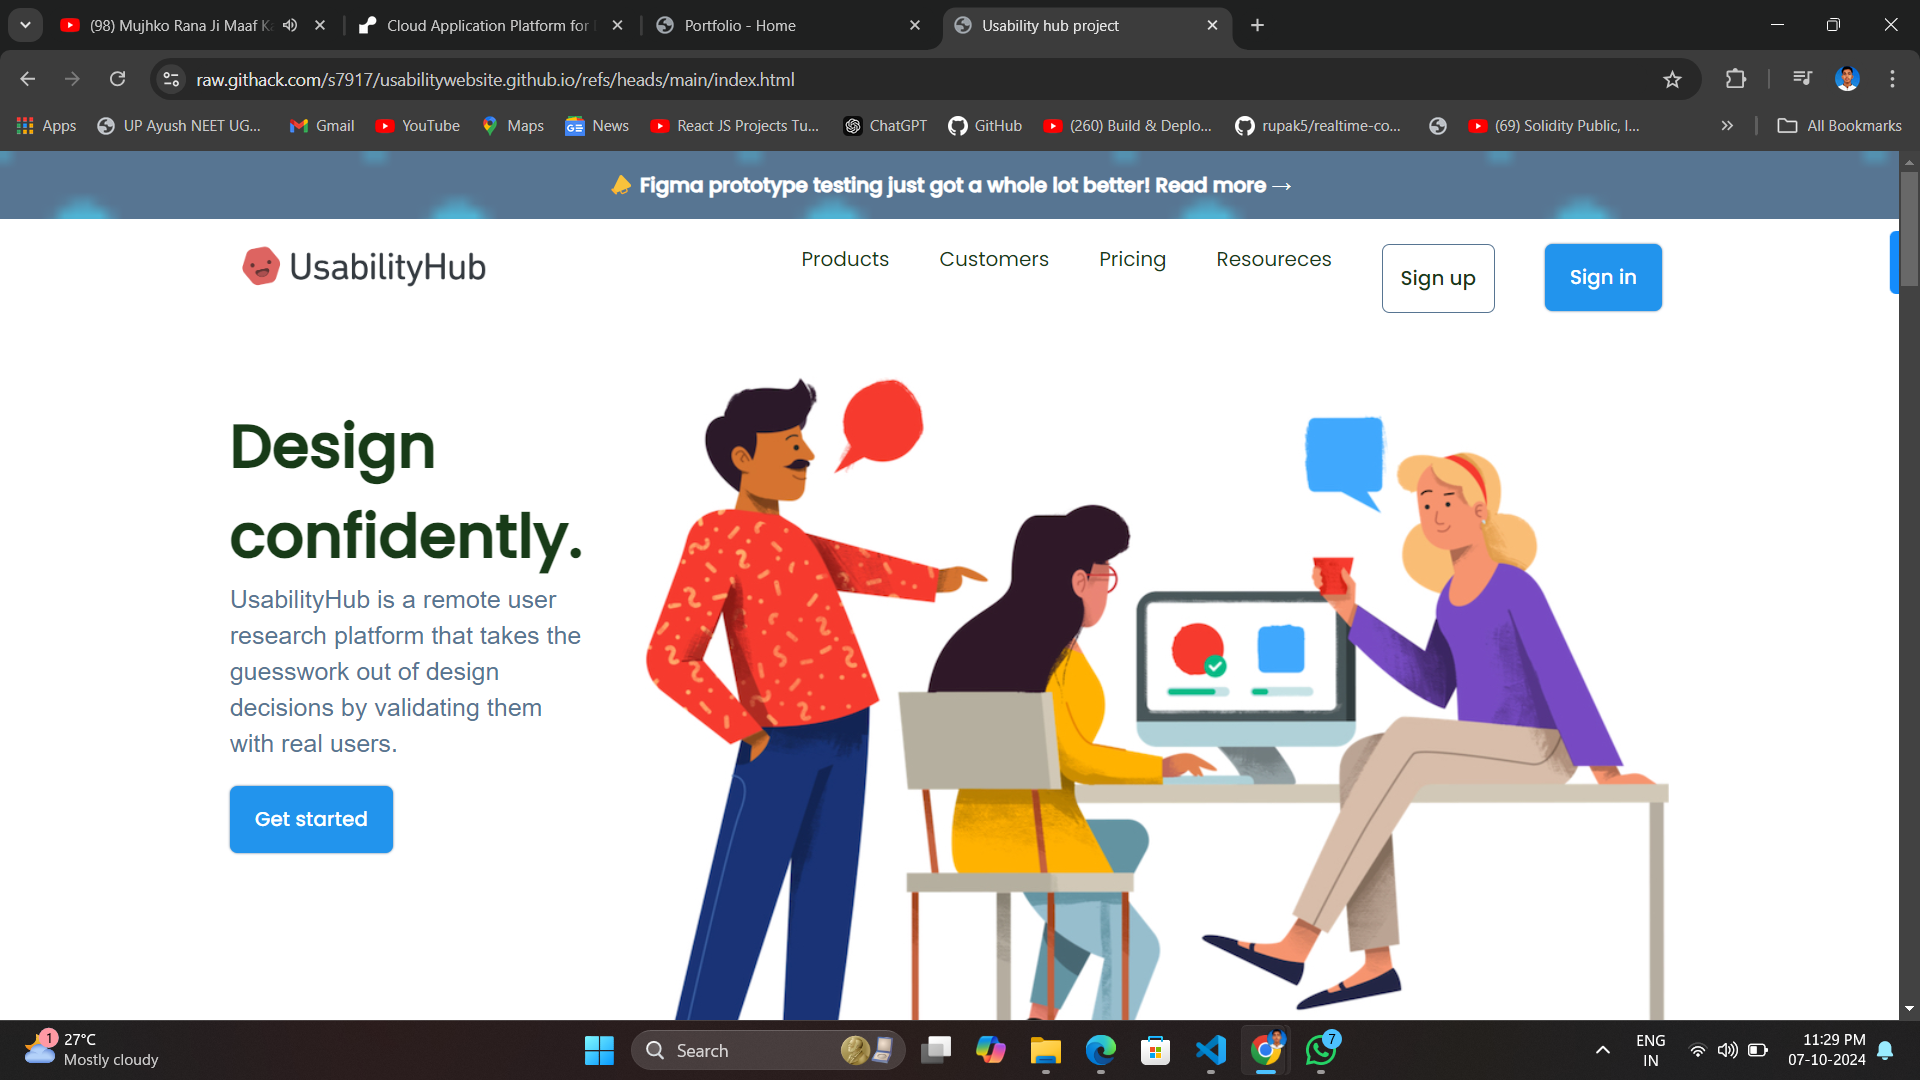 (98) Mujhko Rana Ji Maaf Ka
Cloud Application Platform for
Portfolio - Home
Usability hub project
raw.githack.com/s7917/usabilitywebsite.github.io/refs/heads/main/index.html
Apps
UP Ayush NEET UG...
Gmail
YouTube
Maps
News
React JS Projects Tu...
ChatGPT
GitHub
(260) Build & Deplo...
rupak5/realtime-co...
(69) Solidity Public, I...
All Bookmarks
Figma prototype testing just got a whole lot better! Read more →
UsabilityHub
Products
Customers
Pricing
Resoureces
Sign up
Sign in
Design
confidently.
UsabilityHub is a remote user
research platform that takes the
guesswork out of design
decisions by validating them
with real users.
Get started
1
27°C
Mostly cloudy
Search
7
ENG
IN
11:29 PM
07-10-2024